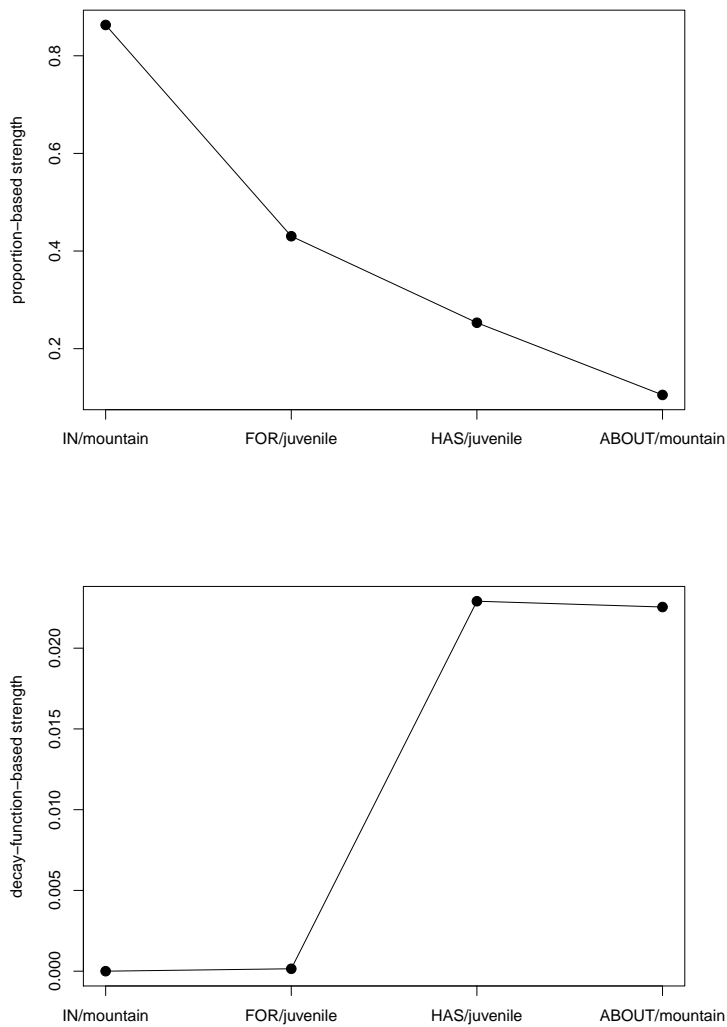 proportion−based strength
0.8
0.6
0.4
0.2
IN/mountain FOR/juvenile HAS/juvenile ABOUT/mountain
decay−function−based strength
0.020
0.015
0.010
0.005
0.000
IN/mountain FOR/juvenile HAS/juvenile ABOUT/mountain